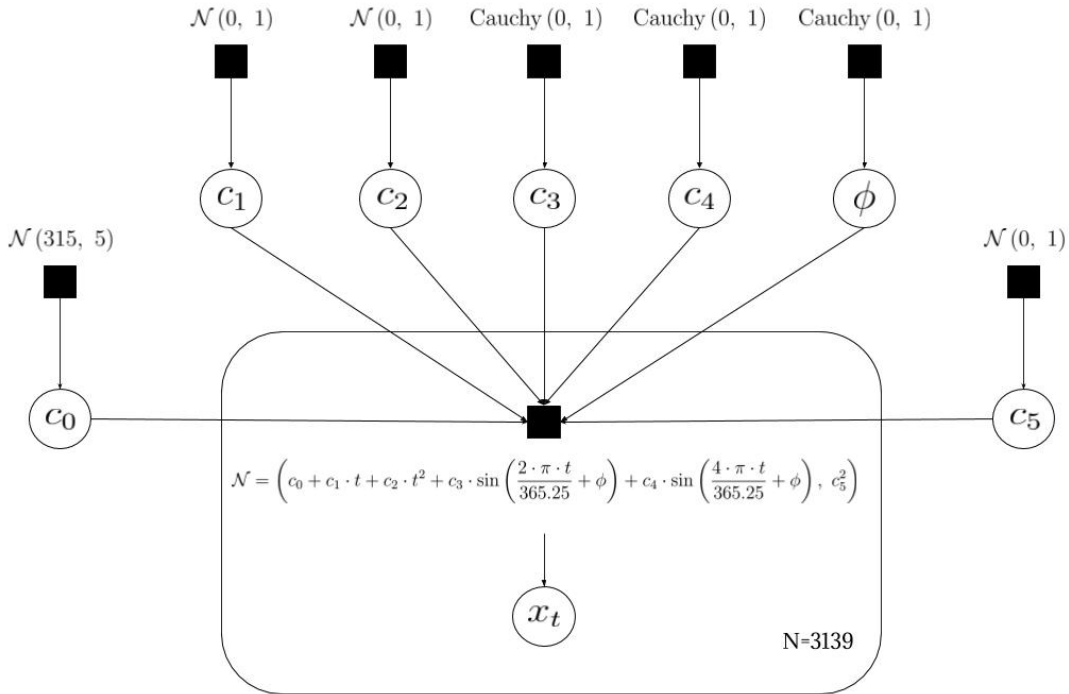 𝒩(0, 1) 𝒩(0, 1) Cauchy(0, 1) Cauchy(0, 1) Cauchy(0, 1)
c₁ c₂ c₃ c₄ ϕ
𝒩(315, 5) 𝒩(0, 1)
c₀ c₅
𝒩 = (c₀ + c₁ · t + c₂ · t² + c₃ · sin(2 · π · t / 365.25 + ϕ) + c₄ · sin(4 · π · t / 365.25 + ϕ), c₅²)
xₜ
N=3139